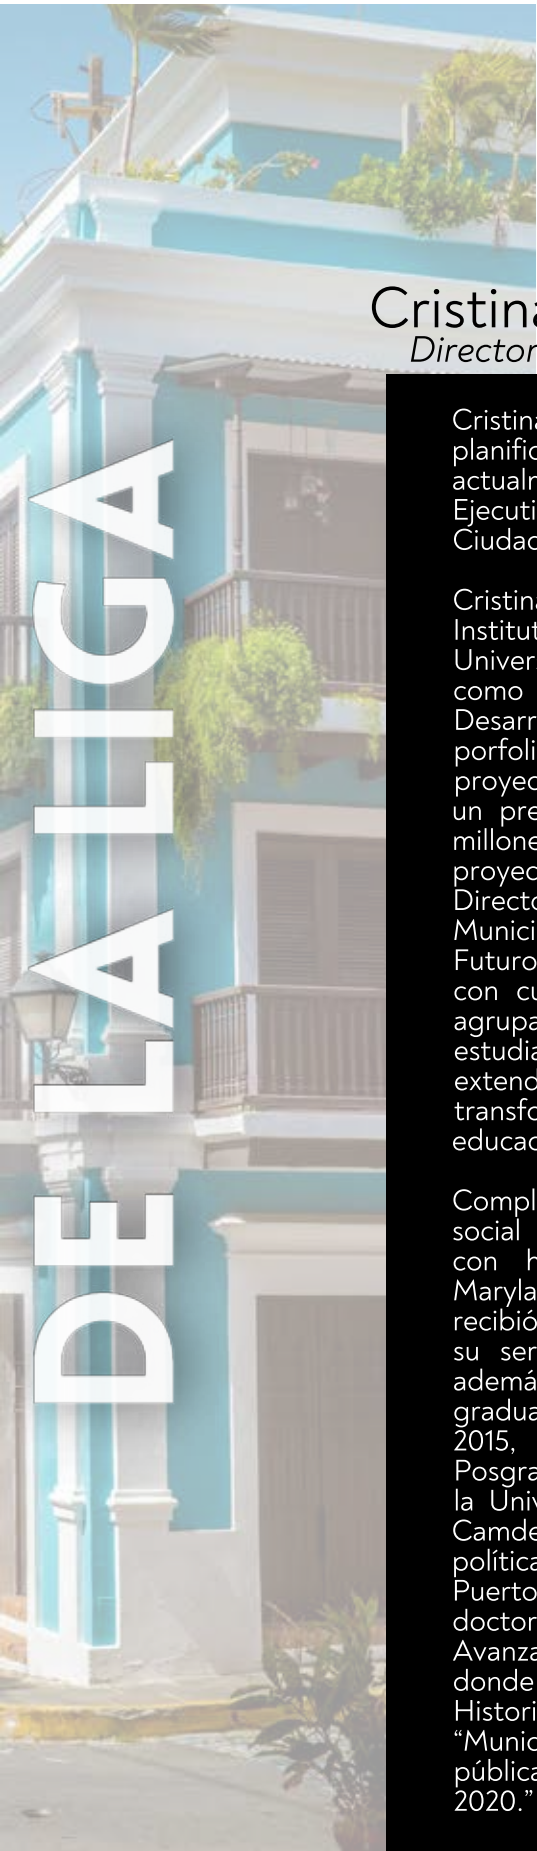 DE LA LIGA
Cristina
Director
Cristina
planific
actualm
Ejecuti
Ciudad
Cristina
Institut
Univer
como
Desarr
porfoli
proyec
un pre
millone
proyec
Directo
Munici
Futuro
con cu
agrupa
estudia
extend
transfo
educac
Compl
social
con h
Maryla
recibió
su ser
ademá
gradua
2015,
Posgra
la Univ
Camde
política
Puerto
doctor
Avanza
donde
Histori
“Munic
pública
2020.”